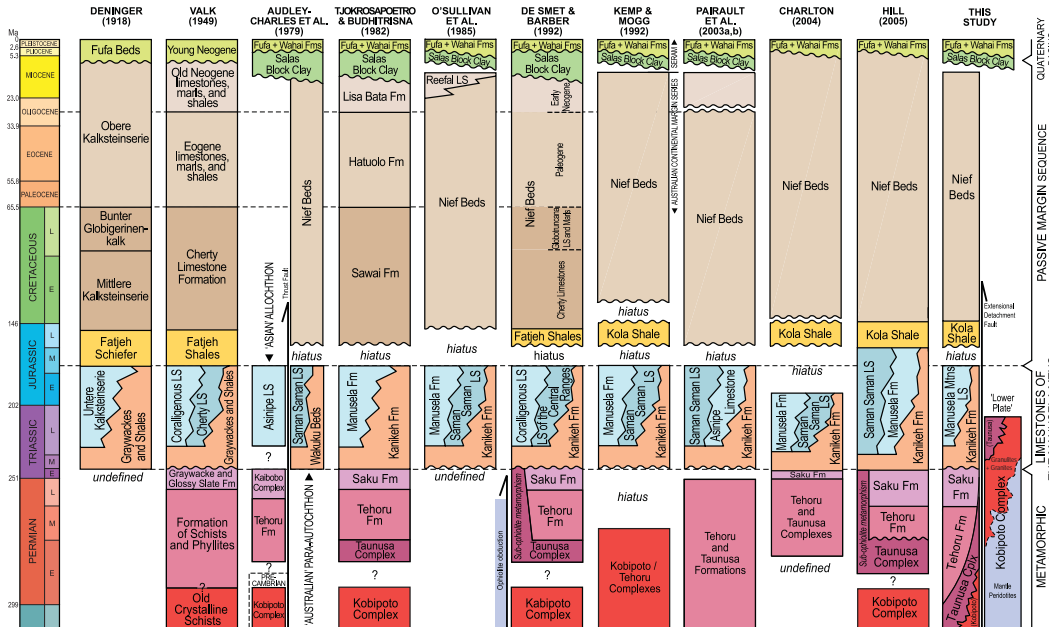 DENINGER
(1918)
VALK
(1949)
AUDLEY-
CHARLES ET AL.
(1979)
TJOKROSAPOETRO
& BUDHITRISNA
(1982)
O'SULLIVAN
ET AL.
(1985)
DE SMET &
BARBER
(1992)
KEMP &
MOGG
(1992)
PAIRAULT
ET AL.
(2003a,b)
CHARLTON
(2004)
HILL
(2005)
THIS
STUDY
Ma
2.6
5.3
23.0
33.9
55.8
65.5
146
202
251
299
PLEISTOCENE
PLIOCENE
MIOCENE
OLIGOCENE
EOCENE
PALEOCENE
CRETACEOUS
L
E
JURASSIC
L
M
E
TRIASSIC
L
M
E
PERMIAN
L
M
E
Fufa Beds
Obere
Kalksteinserie
Bunter
Globigerinen-
kalk
Mittlere
Kalksteinserie
Fatjeh
Schiefer
Untere
Kalksteinserie
Graywackes
and Shales
undefined
Young Neogene
Old Neogene
limestones,
marls, and
shales
Eogene
limestones,
marls, and
shales
Cherty
Limestone
Formation
Fatjeh
Shales
Coralligenous LS
Cherty LS
Graywackes and Shales
Graywacke and
Glossy Slate Fm
Formation
of Schists
and Phyllites
?
Old
Crystalline
Schists
Fufa + Wahai Fms
Salas
Block Clay
Nief Beds
'ASIAN' ALLOCHTHON
Thrust Fault
hiatus
Asinipe LS
Saman Saman LS
Wakuku Beds
?
Kaibobo
Complex
Tehoru
Fm
?
PRE-
CAMBRIAN
Kobipoto
Complex
'AUSTRALIAN' PARA-AUTOCHTHON
Fufa + Wahai Fms
Salas
Block Clay
Lisa Bata Fm
Hatuolo Fm
Sawai Fm
hiatus
Manusela Fm
Kanikeh Fm
Saku Fm
Tehoru
Fm
Taunusa
Complex
?
Kobipoto
Complex
Fufa + Wahai Fms
Salas Block Clay
Reefal LS
Nief Beds
hiatus
Manusela Fm
Saman
Saman LS
Kanikeh Fm
undefined
Ophiolite obduction
Fufa + Wahai Fms
Salas
Block Clay
Early
Neogene
Paleogene
Nief Beds
Globotruncana
LS and Marls
Cherty Limestones
Fatjeh Shales
hiatus
Coralligenous LS
LS of the
Central
Ranges
Kanikeh Fm
Sub-ophiolite metamorphism
Saku Fm
Tehoru
Fm
Taunusa
Complex
?
Kabipoto
Complex
Fufa + Wahai Fms
Salas Block Clay
SERAM
AUSTRALIAN CONTINENTAL MARGIN SERIES
Nief Beds
hiatus
Kola Shale
hiatus
Manusela Fm
Saman
Saman LS
Kanikeh Fm
hiatus
Kobipoto /
Tehoru
Complexes
Fufa + Wahai Fms
Salas Block Clay
Nief Beds
hiatus
Saman Saman LS
Asinipe
Limestone
Kanikeh Fm
Tehoru
and
Taunusa
Formations
Fufa + Wahai Fms
Salas Block Clay
Nief Beds
Kola Shale
hiatus
Manusela Fm
Saman
Saman LS
Kanikeh Fm
Saku Fm
Tehoru
and
Taunusa
Complexes
undefined
Fufa + Wahai Fms
Salas Block Clay
Nief Beds
Kola Shale
Saman Saman LS
Manusela Fm
Kanikeh Fm
Sub-ophiolite metamorphism
Saku Fm
Tehoru
Fm
Taunusa
Complex
?
Kobipoto
Complex
Fufa + Wahai Fms
Salas Block Clay
Nief
Beds
Extensional
Detachment
Fault
Kola
Shale
hiatus
Manusela Mtns
LS
Kanikeh Fm
Saku Fm
Tehoru Fm
Taunusa Cplx
Kobipoto
'Lower
Plate'
(Taunusa)
Granulites
+ Granites
Kobipoto Complex
Mantle
Peridotites
QUATERNARY
PASSIVE MARGIN SEQUENCE
LIMESTONES OF
METAMORPHIC